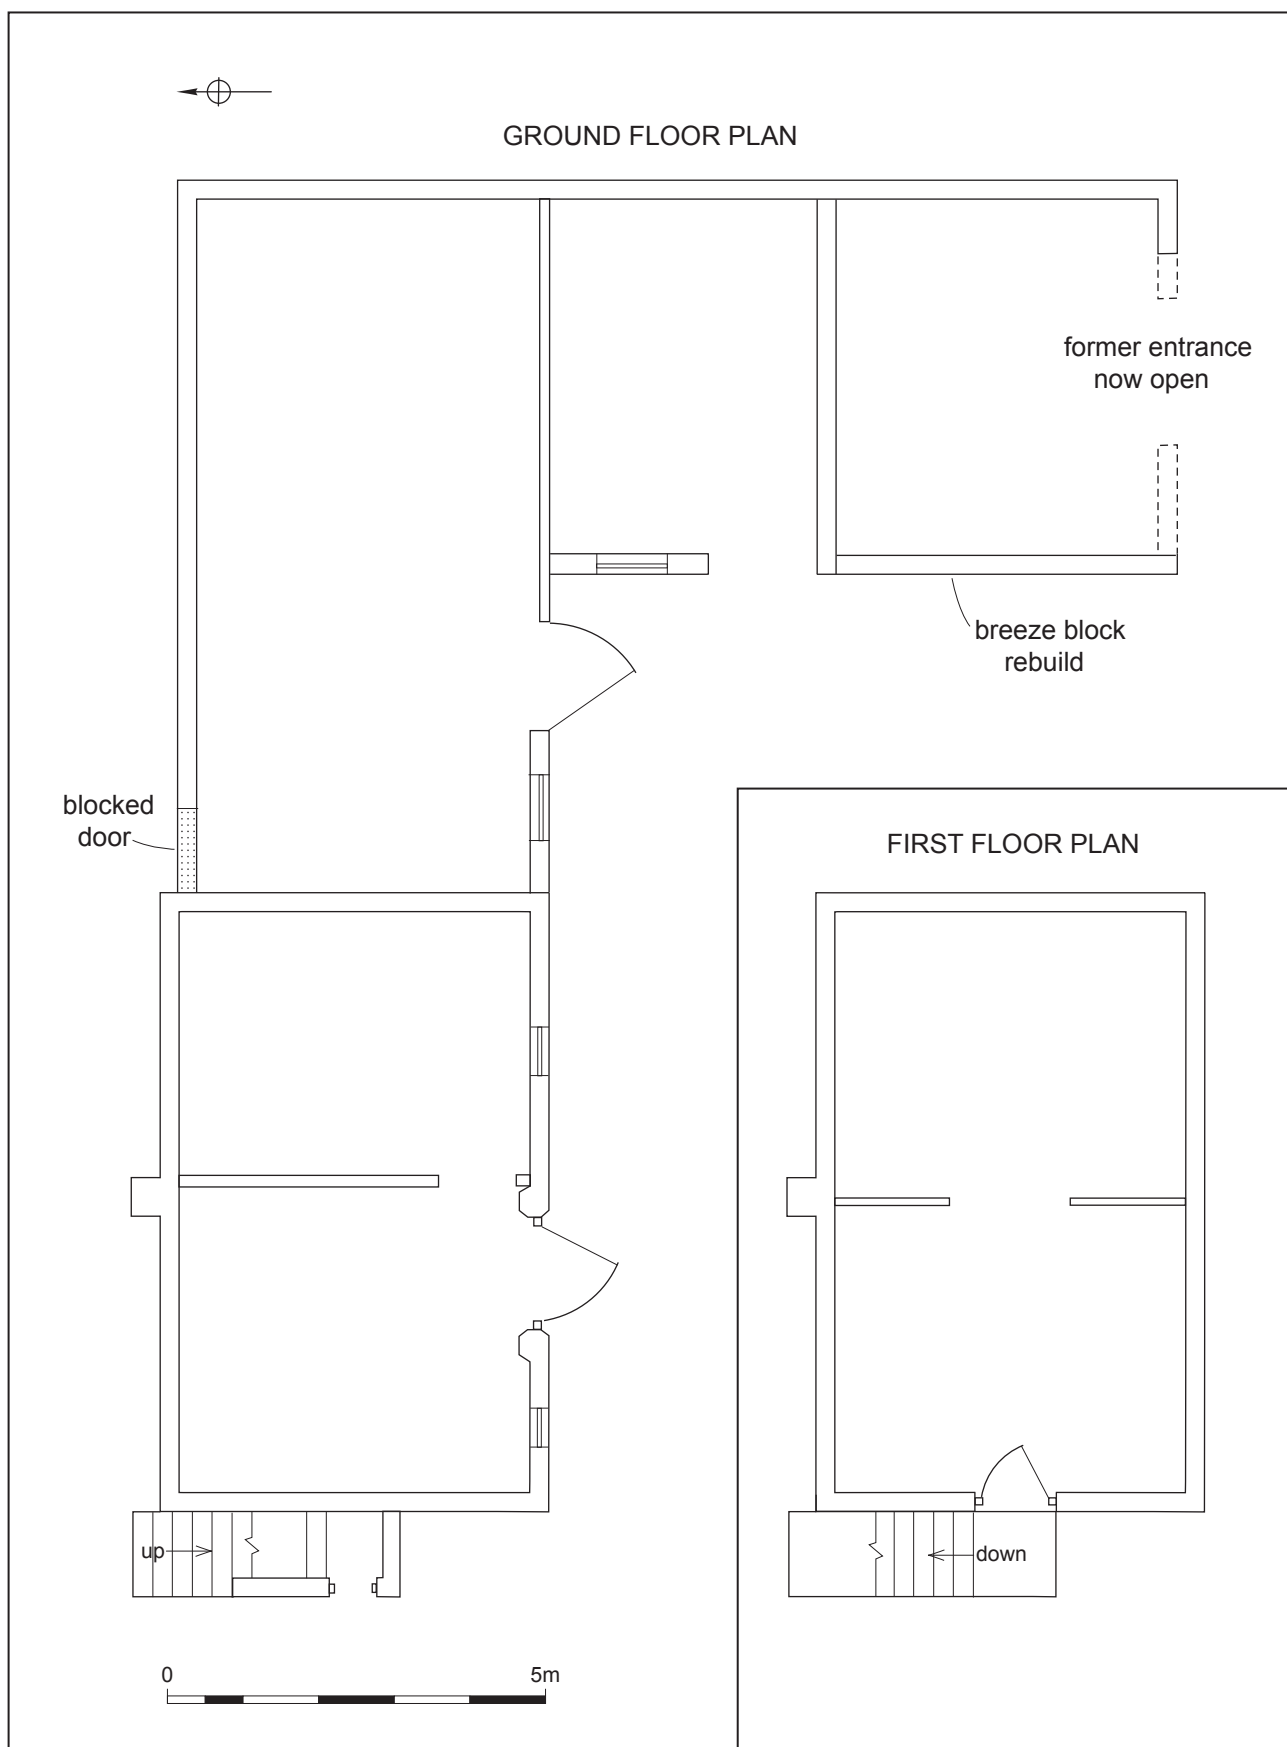 GROUND FLOOR PLAN
former entrance
now open
breeze block
rebuild
blocked
door
FIRST FLOOR PLAN
up
down
0
5m